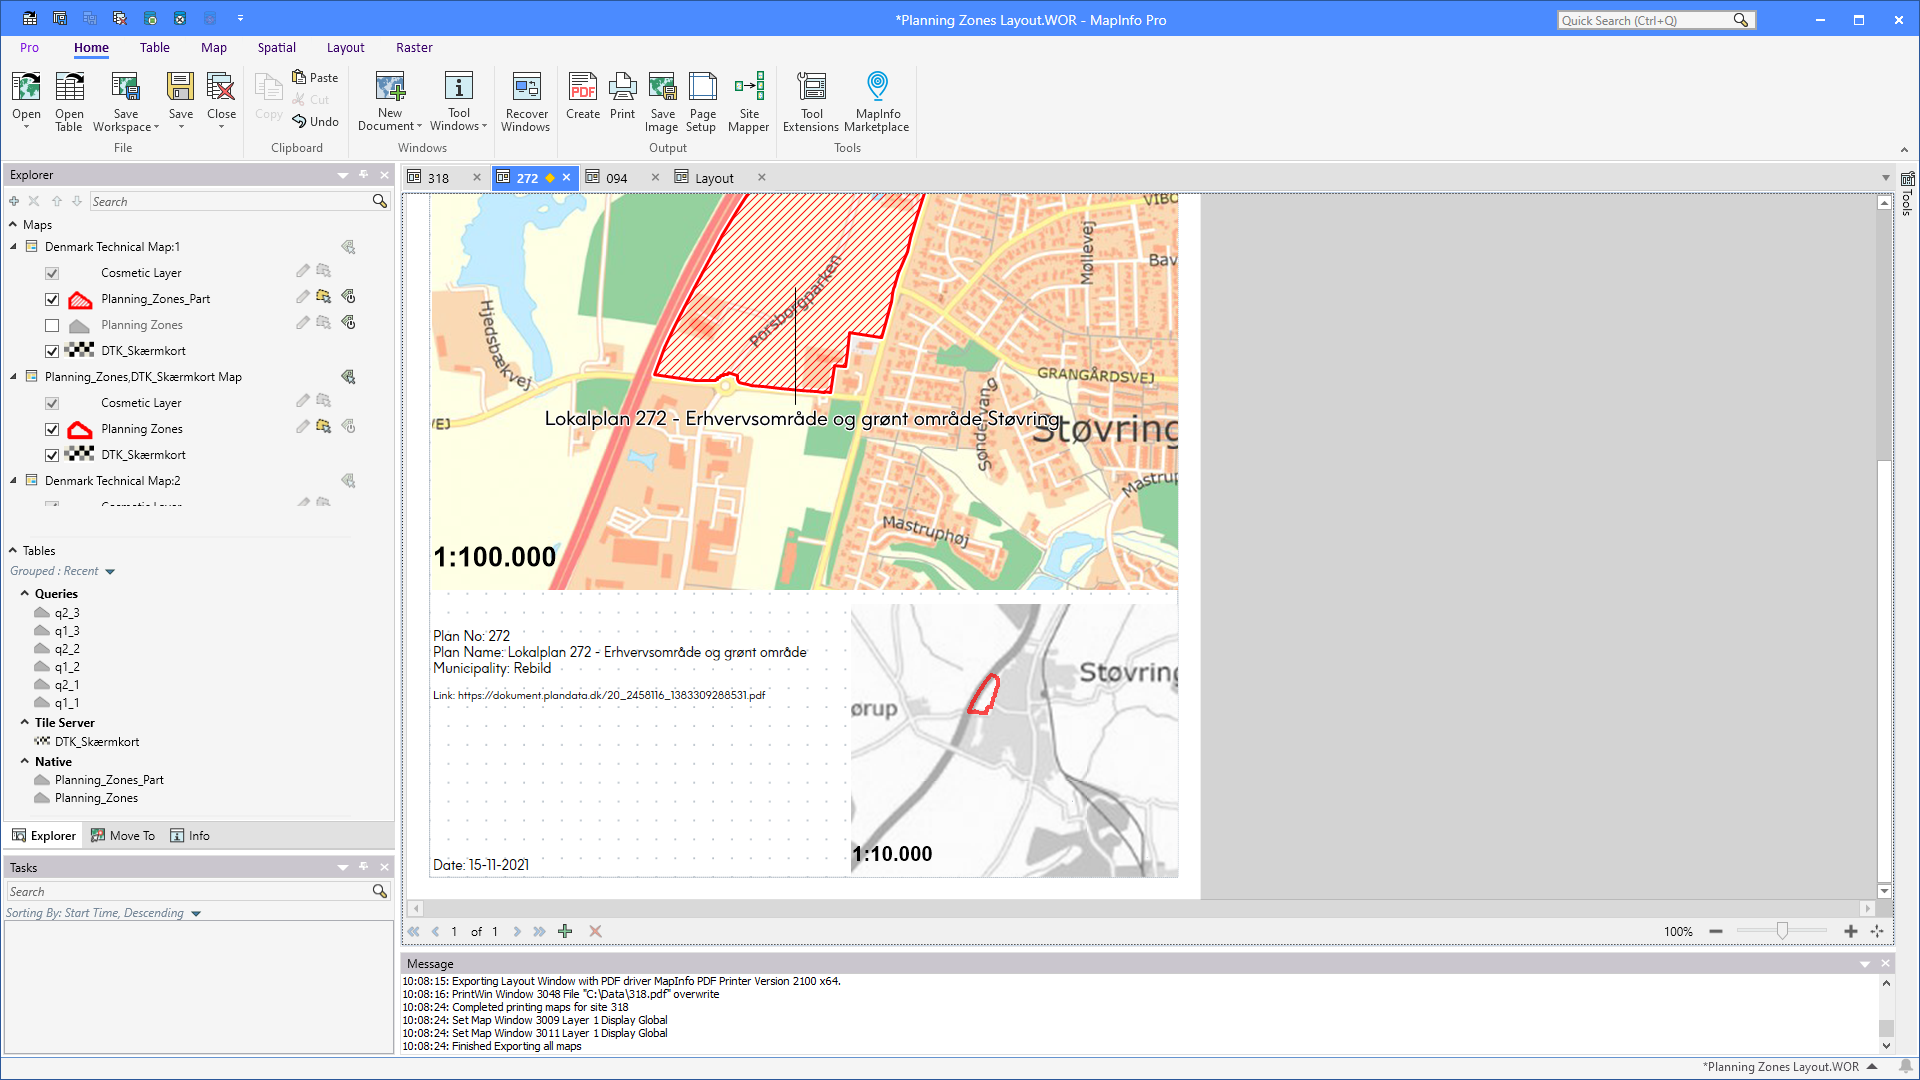 *Planning Zones Layout.WOR - MapInfo Pro
Quick Search (Ctrl+Q)
Pro Home Table Map Spatial Layout Raster
Open
Open Table
Save Workspace
Save
Close
File
Copy
Paste
Cut
Undo
Clipboard
New Document
Tool Windows
Windows
Recover Windows
PDF
Create
Print
Save Image
Page Setup
Site Mapper
Output
Tool Extensions
MapInfo Marketplace
Tools
Explorer
Search
Maps
Denmark Technical Map:1
Cosmetic Layer
Planning_Zones_Part
Planning Zones
DTK_Skærmkort
Planning_Zones,DTK_Skærmkort Map
Cosmetic Layer
Planning Zones
DTK_Skærmkort
Denmark Technical Map:2
Cosmetic Layer
Tables
Grouped : Recent
Queries
q2_3
q1_3
q2_2
q1_2
q2_1
q1_1
Tile Server
DTK_Skærmkort
Native
Planning_Zones_Part
Planning_Zones
Explorer Move To Info
Tasks
Search
Sorting By: Start Time, Descending
318 272 094 Layout
Tools
VIBO
Møllevej
Bav
Porsborgparken
Hjedsbækvej
GRANGÅRDSVEJ
VEJ
Lokalplan 272 - Erhvervsområde og grønt område Støvring
Støvring
Søndervang
Mastrup
Mastruphøj
1:100.000
Plan No: 272
Plan Name: Lokalplan 272 - Erhvervsområde og grønt område
Municipality: Rebild
Link: https://dokument.plandata.dk/20_2458116_1383309288531.pdf
Date: 15-11-2021
Støvring
ørup
1:10.000
1 of 1
100%
Message
10:08:15: Exporting Layout Window with PDF driver MapInfo PDF Printer Version 2100 x64.
10:08:16: PrintWin Window 3048 File "C:\Data\318.pdf" overwrite
10:08:24: Completed printing maps for site 318
10:08:24: Set Map Window 3009 Layer 1 Display Global
10:08:24: Set Map Window 3011 Layer 1 Display Global
10:08:24: Finished Exporting all maps
*Planning Zones Layout.WOR